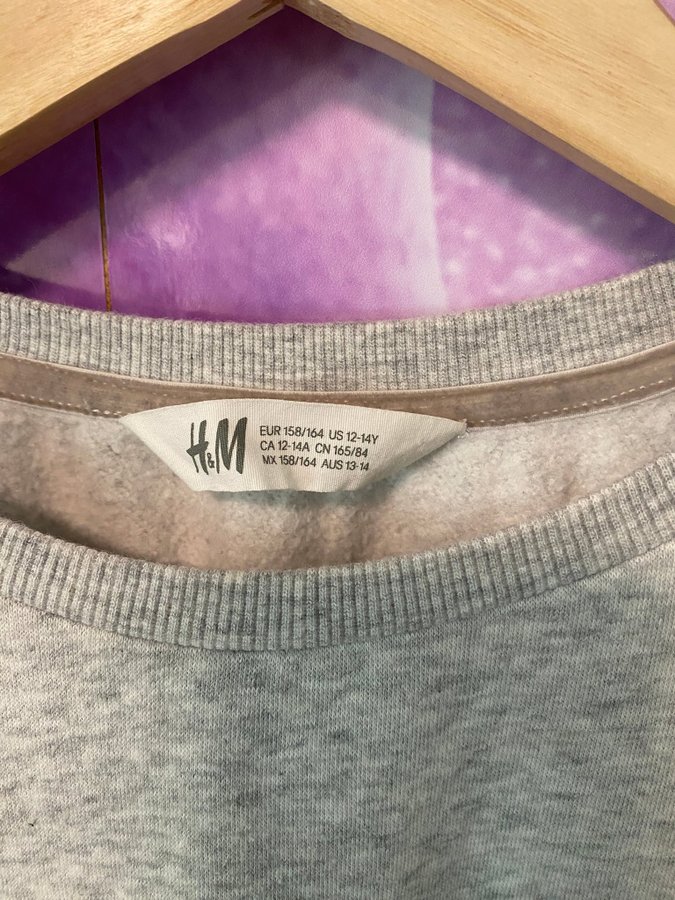 H&M
EUR 158/164 US 12-14Y
CA 12-14A CN 165/84
MX 158/164 AUS 13-14